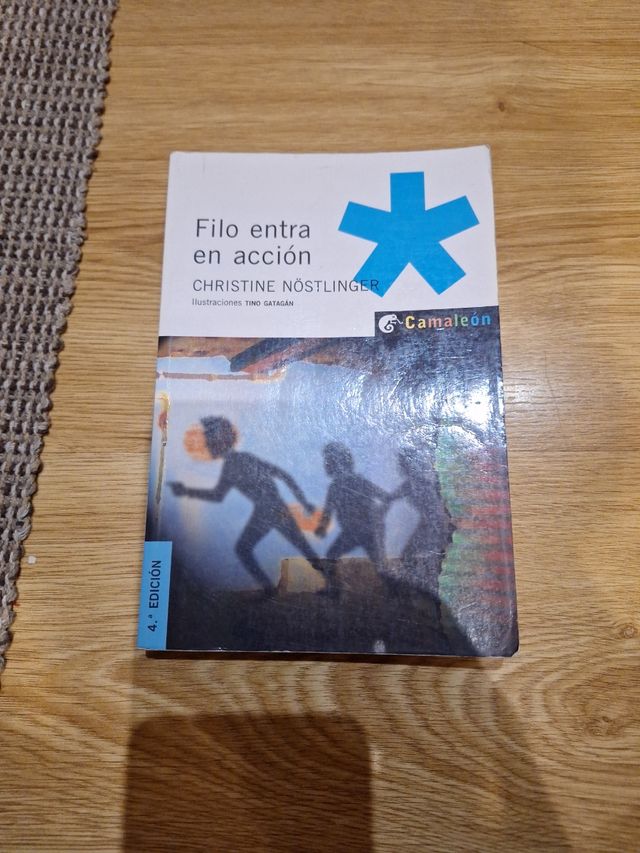 Filo entra
en acción
CHRISTINE NÖSTLINGER
Ilustraciones TINO GATAGÁN
Camaleón
4.ª EDICIÓN